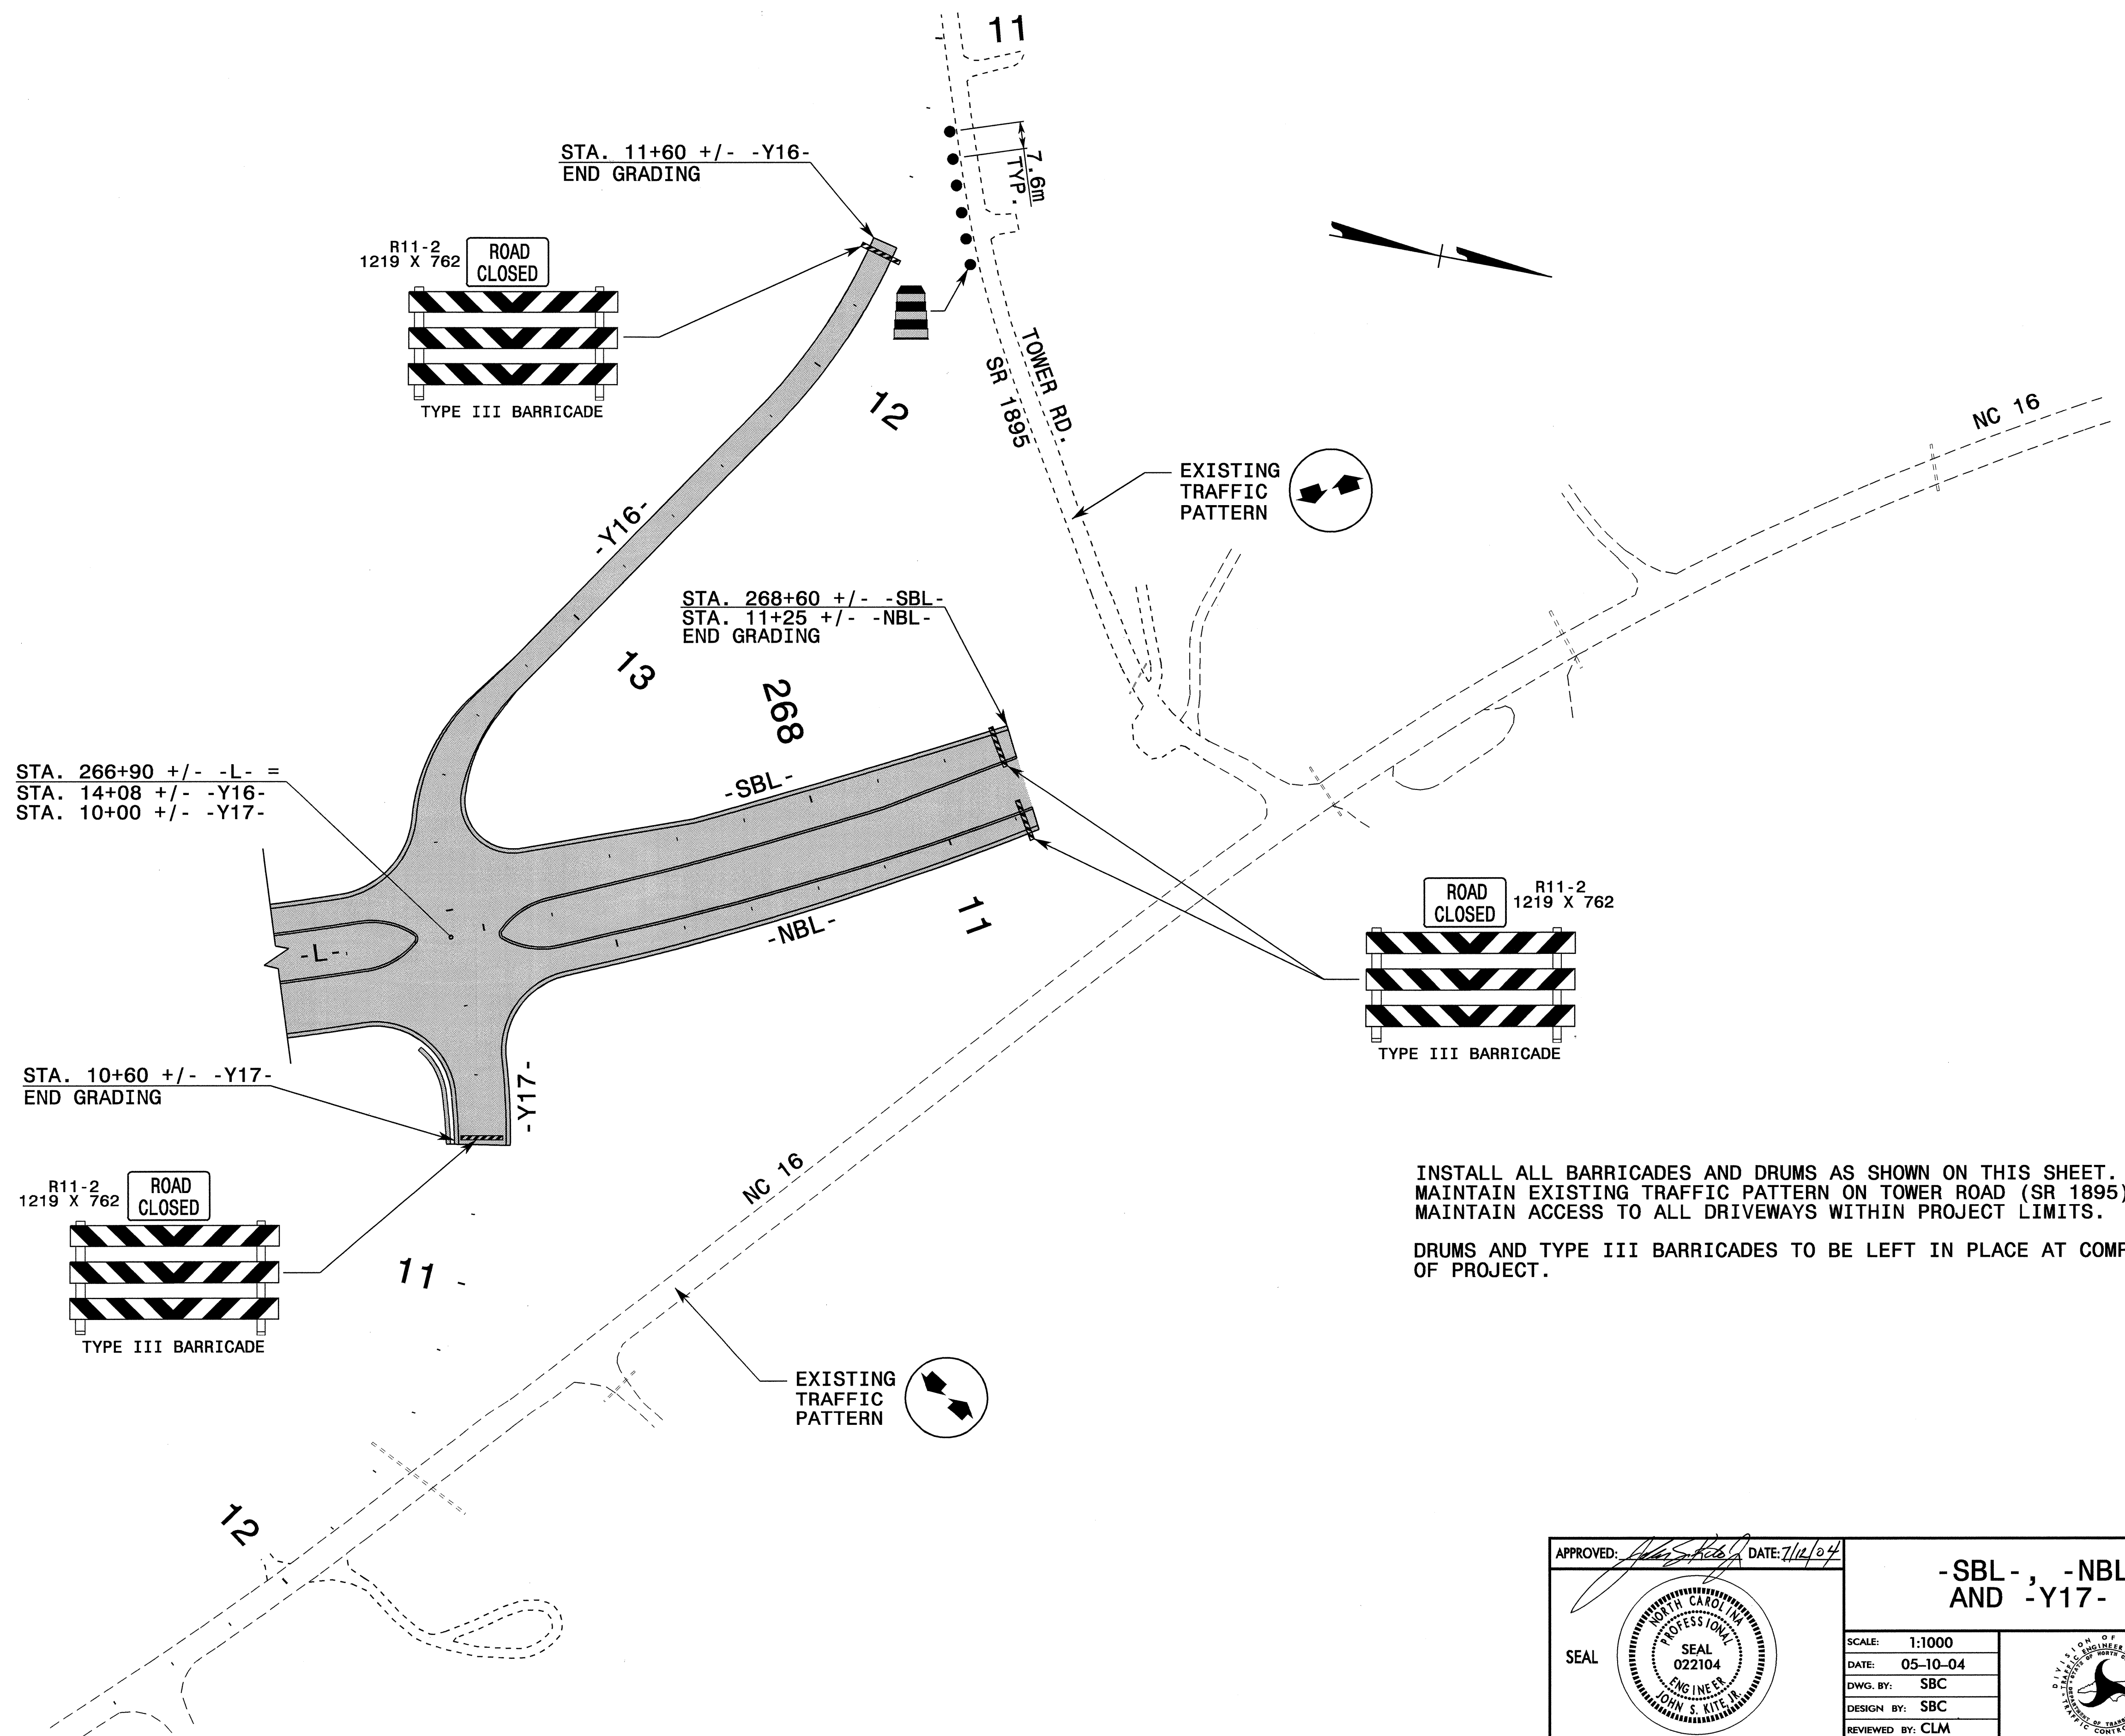 11
STA. 11+60 +/- -Y16-
END GRADING
7.6m
TYP.
R11-2
1219 X 762
ROAD
CLOSED
TYPE III BARRICADE
TOWER RD.
SR 1895
12
NC 16
EXISTING
TRAFFIC
PATTERN
-Y16-
STA. 268+60 +/- -SBL-
STA. 11+25 +/- -NBL-
END GRADING
13
268
-SBL-
STA. 266+90 +/- -L- =
STA. 14+08 +/- -Y16-
STA. 10+00 +/- -Y17-
-L-
-NBL-
11
ROAD
CLOSED
R11-2
1219 X 762
TYPE III BARRICADE
STA. 10+60 +/- -Y17-
END GRADING
-Y17-
NC 16
R11-2
1219 X 762
ROAD
CLOSED
TYPE III BARRICADE
11
INSTALL ALL BARRICADES AND DRUMS AS SHOWN ON THIS SHEET.
MAINTAIN EXISTING TRAFFIC PATTERN ON TOWER ROAD (SR 1895)
MAINTAIN ACCESS TO ALL DRIVEWAYS WITHIN PROJECT LIMITS.
DRUMS AND TYPE III BARRICADES TO BE LEFT IN PLACE AT
OF PROJECT.
EXISTING
TRAFFIC
PATTERN
12
APPROVED: DATE: 7/12/04
SEAL
NORTH CAROLINA
PROFESSIONAL
SEAL
022104
ENGINEER
JOHN S. KITE, JR.
-SBL-, -NBL
AND -Y17-
SCALE: 1:1000
DATE: 05-10-04
DWG. BY: SBC
DESIGN BY: SBC
REVIEWED BY: CLM